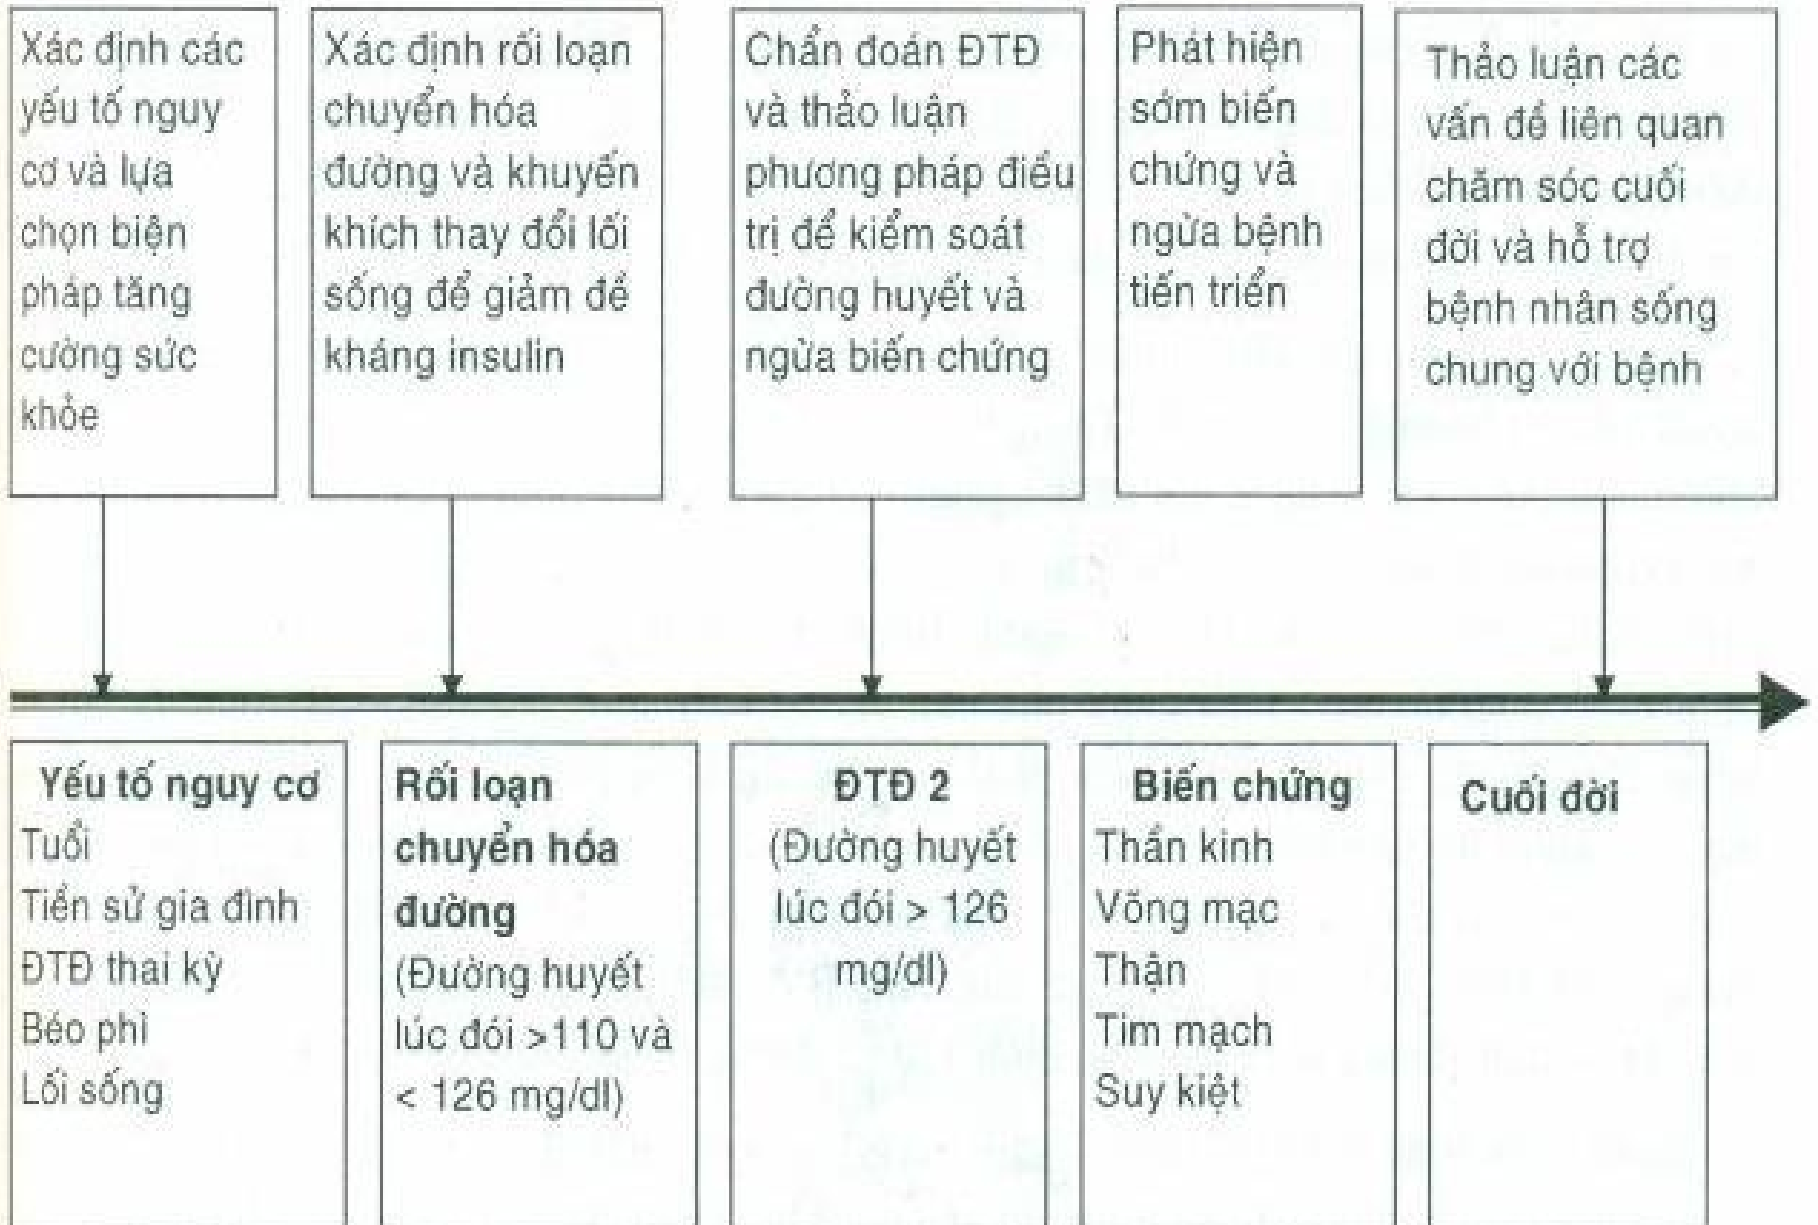 Xác định các
yếu tố nguy
cơ và lựa
chọn biện
pháp tăng
cường sức
khỏe
Xác định rối loạn
chuyển hóa
đường và khuyến
khích thay đổi lối
sống để giảm đề
kháng insulin
Chẩn đoán ĐTĐ
và thảo luận
phương pháp điều
trị để kiểm soát
đường huyết và
ngừa biến chứng
Phát hiện
sớm biến
chứng và
ngừa bệnh
tiến triển
Thảo luận các
vấn đề liên quan
chăm sóc cuối
đời và hỗ trợ
bệnh nhân sống
chung với bệnh
Yếu tố nguy cơ
Tuổi
Tiền sử gia đình
ĐTĐ thai kỳ
Béo phì
Lối sống
Rối loạn
chuyển hóa
đường
(Đường huyết
lúc đói >110 và
< 126 mg/dl)
ĐTĐ 2
(Đường huyết
lúc đói > 126
mg/dl)
Biến chứng
Thần kinh
Võng mạc
Thận
Tim mạch
Suy kiệt
Cuối đời